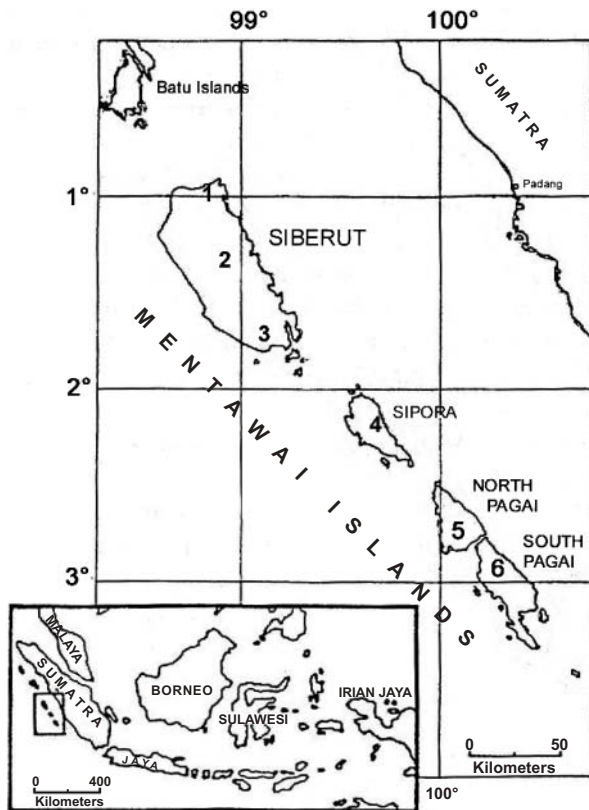 99°
100°
Batu Islands
SUMATRA
Padang
1°
1
SIBERUT
2
3
MENTAWAI ISLANDS
2°
SIPORA
4
NORTH
PAGAI
5
SOUTH
PAGAI
6
3°
MALAYA
SUMATRA
BORNEO
SULAWESI
IRIAN JAYA
JAYA
0 400
Kilometers
0 50
Kilometers
100°